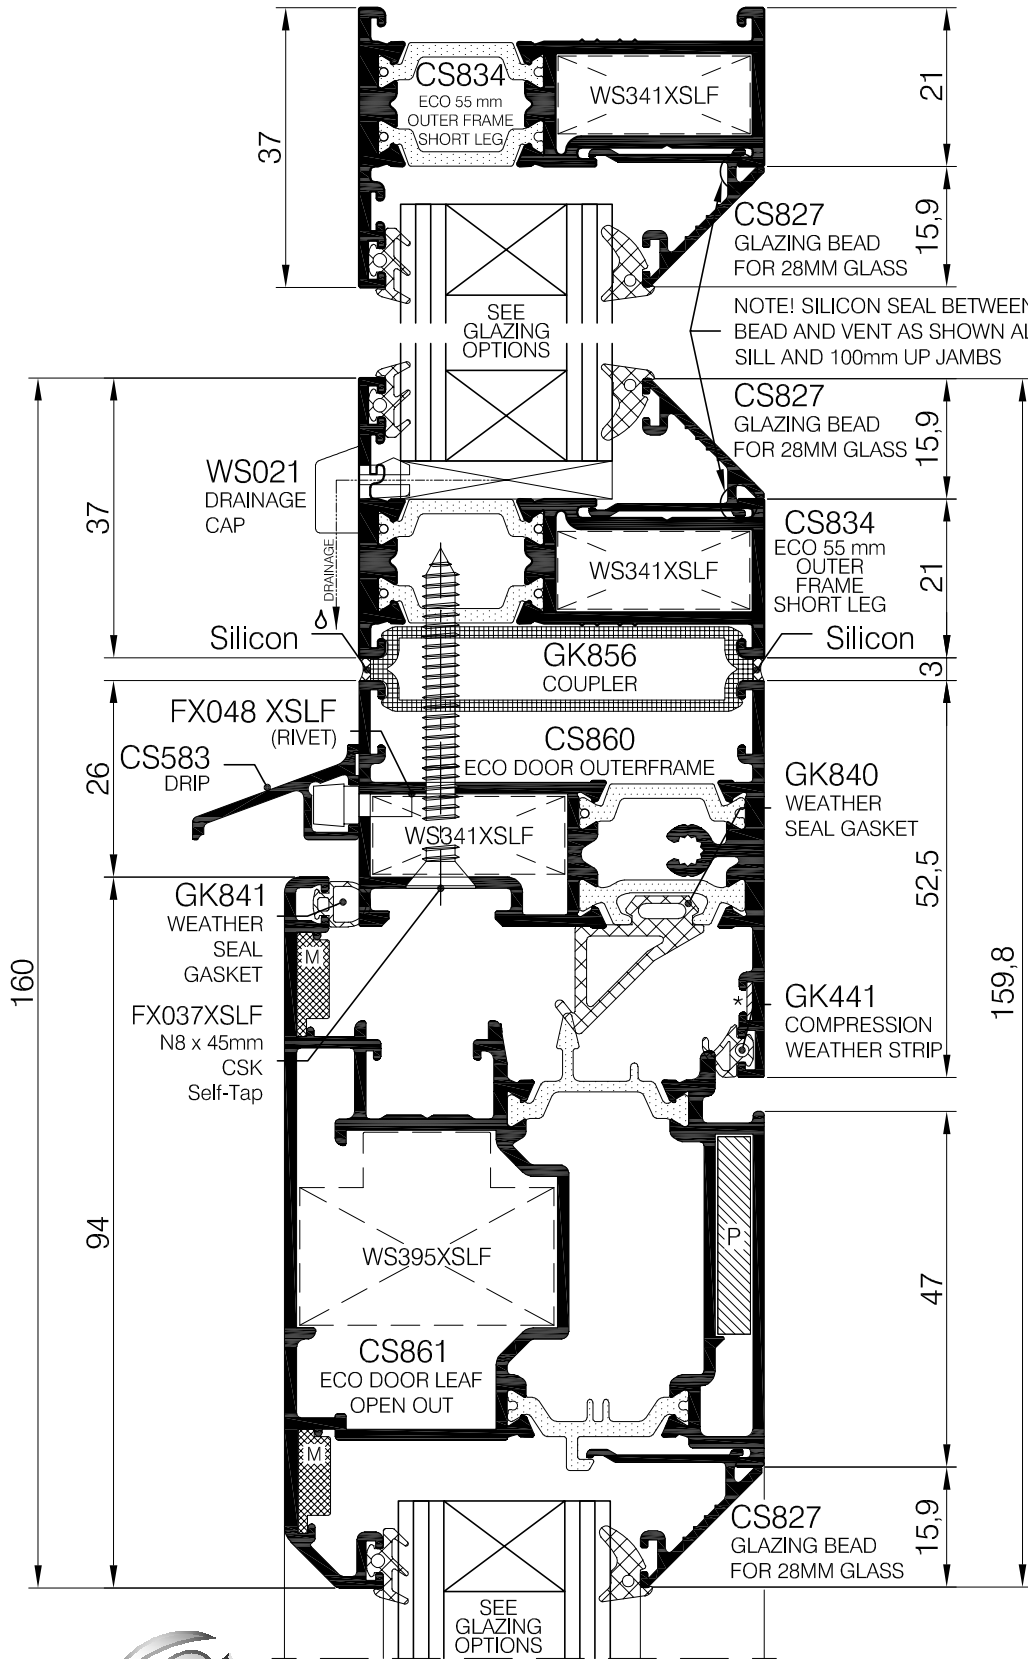 CS834
ECO 55 mm
OUTER FRAME
SHORT LEG
WS341XSLF
21
37
15,9
CS827
GLAZING BEAD
FOR 28MM GLASS
SEE
GLAZING
OPTIONS
NOTE! SILICON SEAL BETWEEN
BEAD AND VENT AS SHOWN
SILL AND 100mm UP JAMBS
CS827
GLAZING BEAD
FOR 28MM GLASS
15,9
WS021
DRAINAGE
CAP
37
DRAINAGE
CS834
ECO 55 mm
OUTER
FRAME
SHORT LEG
WS341XSLF
21
Silicon
Silicon
GK856
COUPLER
3
FX048 XSLF
(RIVET)
CS583
DRIP
26
CS860
ECO DOOR OUTERFRAME
GK840
WEATHER
SEAL GASKET
WS341XSLF
52,5
GK841
WEATHER
SEAL
GASKET
M
160
159,8
FX037XSLF
N8 x 45mm
CSK
Self-Tap
*
GK441
COMPRESSION
WEATHER STRIP
94
WS395XSLF
P
47
CS861
ECO DOOR LEAF
OPEN OUT
M
CS827
GLAZING BEAD
FOR 28MM GLASS
15,9
SEE
GLAZING
OPTIONS